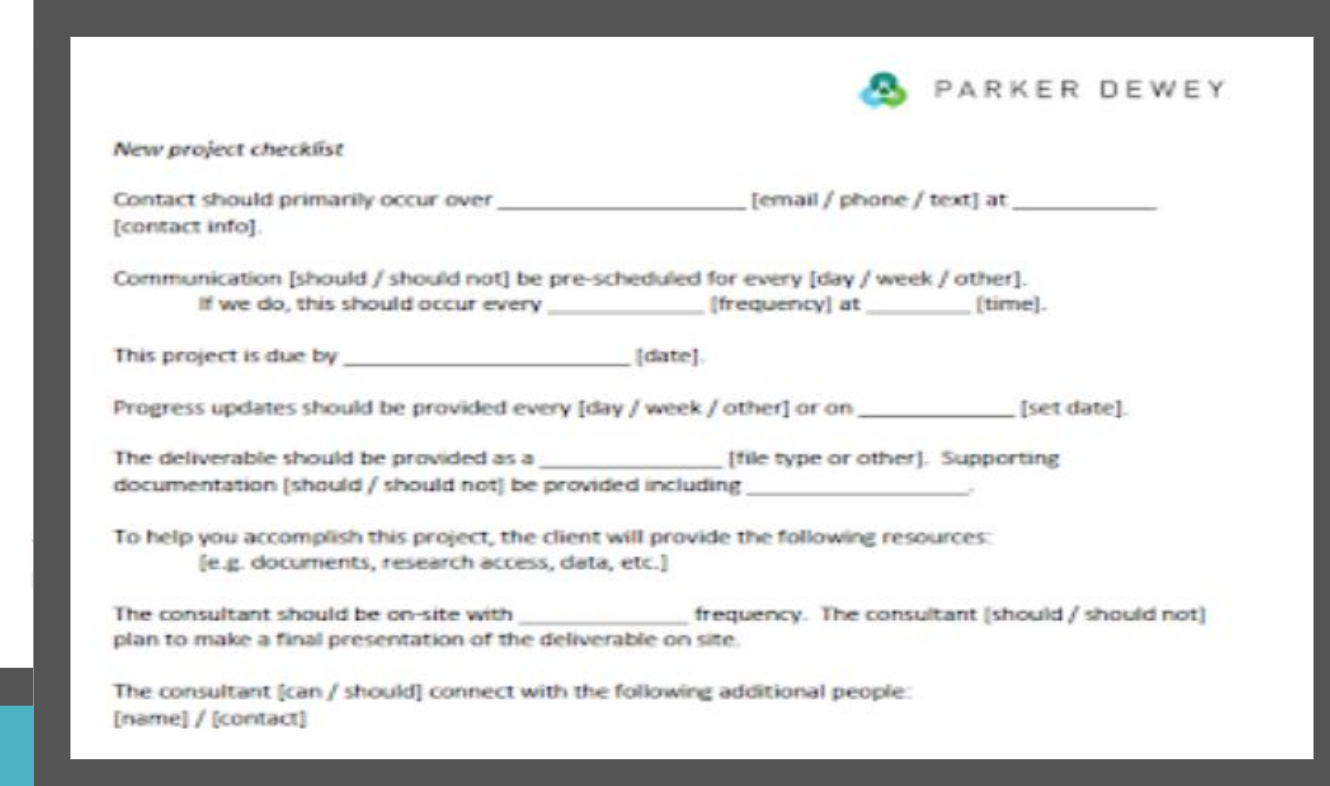 PARKER DEWEY
New project checklist
Contact should primarily occur over ____________________ [email / phone / text] at ____________
[contact info].
Communication [should / should not] be pre-scheduled for every [day / week / other].
If we do, this should occur every _____________ [frequency] at _________ [time].
This project is due by ________________________ [date].
Progress updates should be provided every [day / week / other] or on _____________ [set date].
The deliverable should be provided as a _______________ [file type or other]. Supporting
documentation [should / should not] be provided including ___________________.
To help you accomplish this project, the client will provide the following resources:
[e.g. documents, research access, data, etc.]
The consultant should be on-site with ______________ frequency. The consultant [should / should not]
plan to make a final presentation of the deliverable on site.
The consultant [can / should] connect with the following additional people:
[name] / [contact]